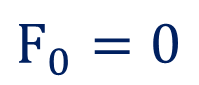 F₀ = 0